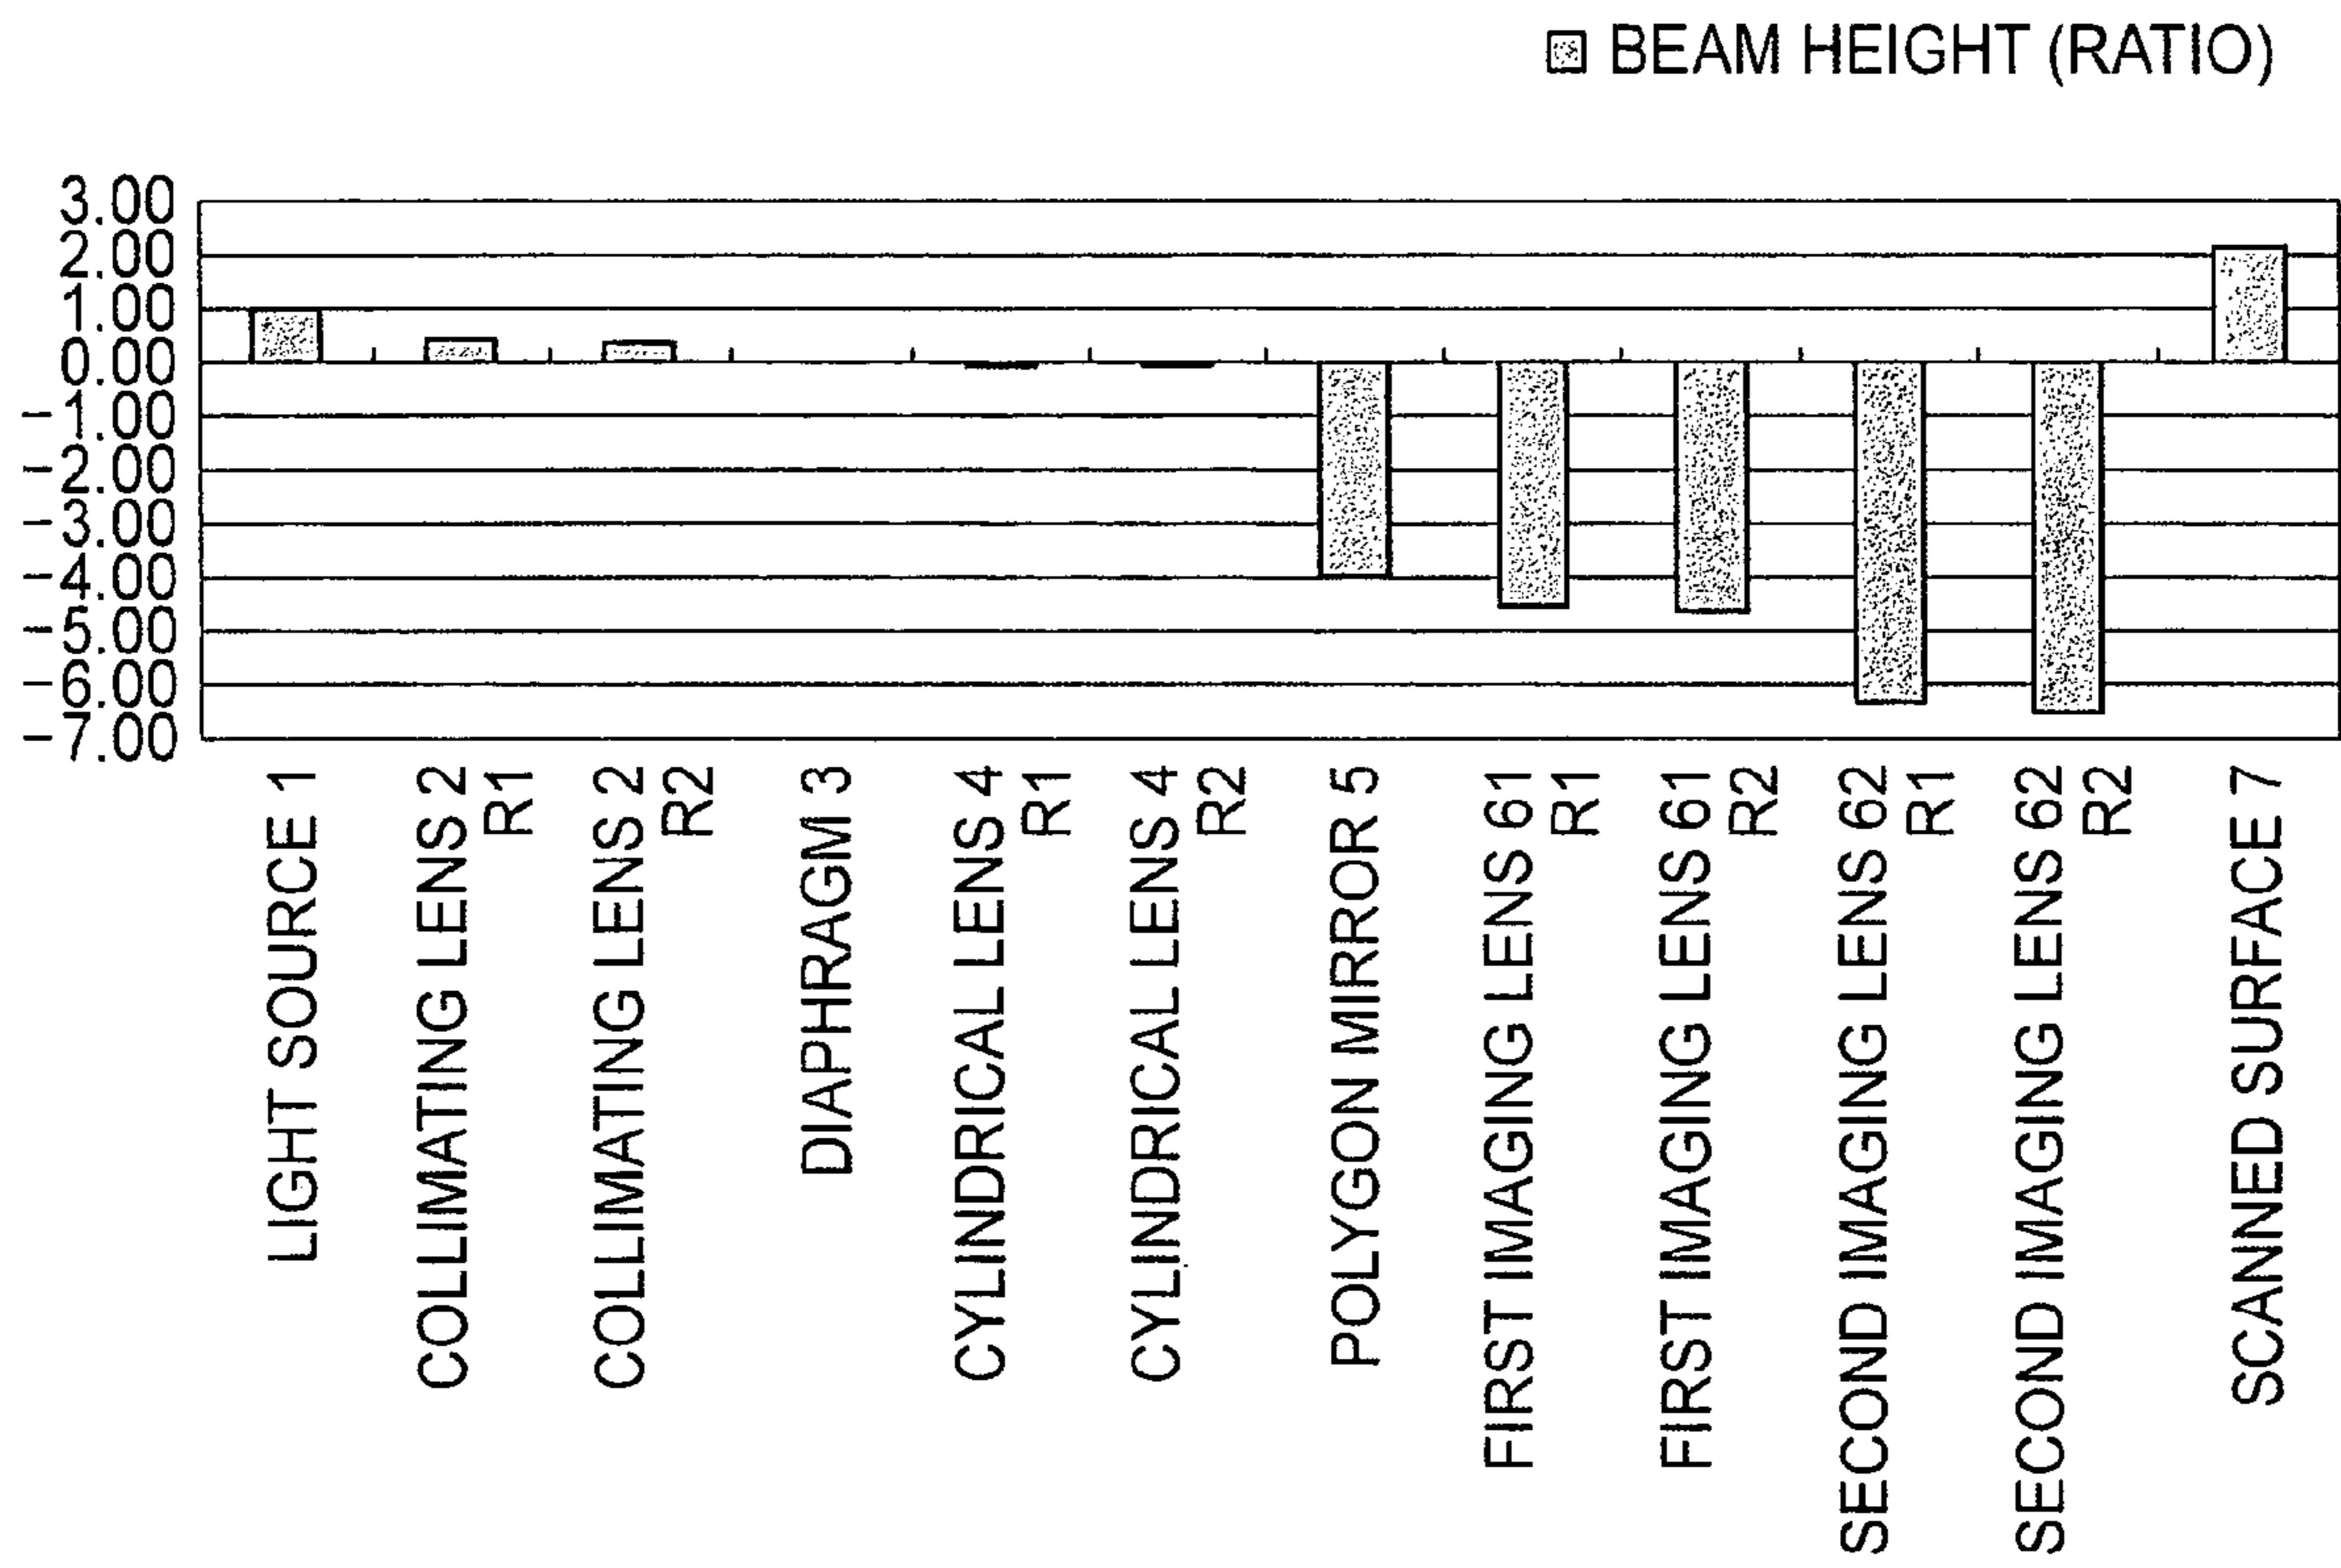 BEAM HEIGHT (RATIO)
3.00
2.00
1.00
0.00
-1.00
-2.00
-3.00
-4.00
-5.00
-6.00
-7.00
LIGHT SOURCE 1
COLLIMATING LENS 2
R1
COLLIMATING LENS 2
R2
DIAPHRAGM 3
CYLINDRICAL LENS 4
R1
CYLINDRICAL LENS 4
R2
POLYGON MIRROR 5
FIRST IMAGING LENS 61
R1
FIRST IMAGING LENS 61
R2
SECOND IMAGING LENS 62
R1
SECOND IMAGING LENS 62
R2
SCANNED SURFACE 7